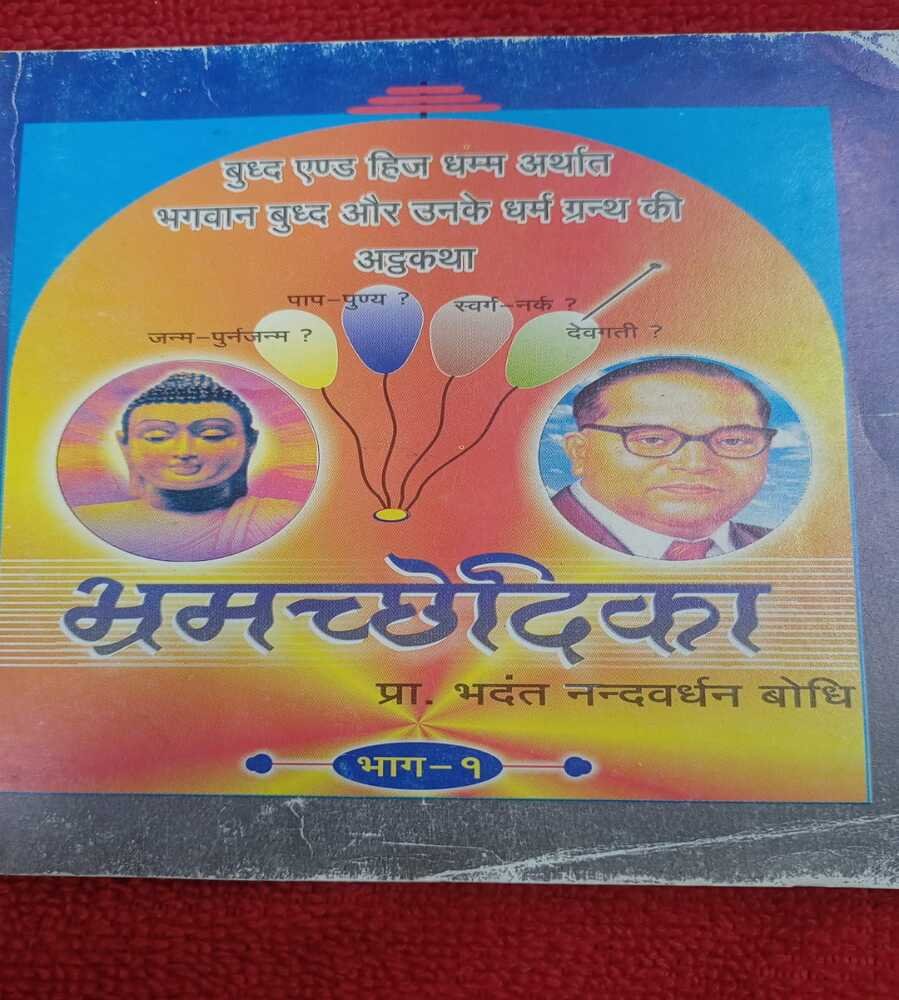 बुध्द एण्ड हिज धम्म अर्थात
भगवान बुध्द और उनके धर्म ग्रन्थ की
अट्ठकथा
पाप-पुण्य ? स्वर्ग-नर्क ?
जन्म-पुर्नजन्म ? देवगती ?
भ्रमच्छेदिका
प्रा. भदंत नन्दवर्धन बोधि
भाग-१